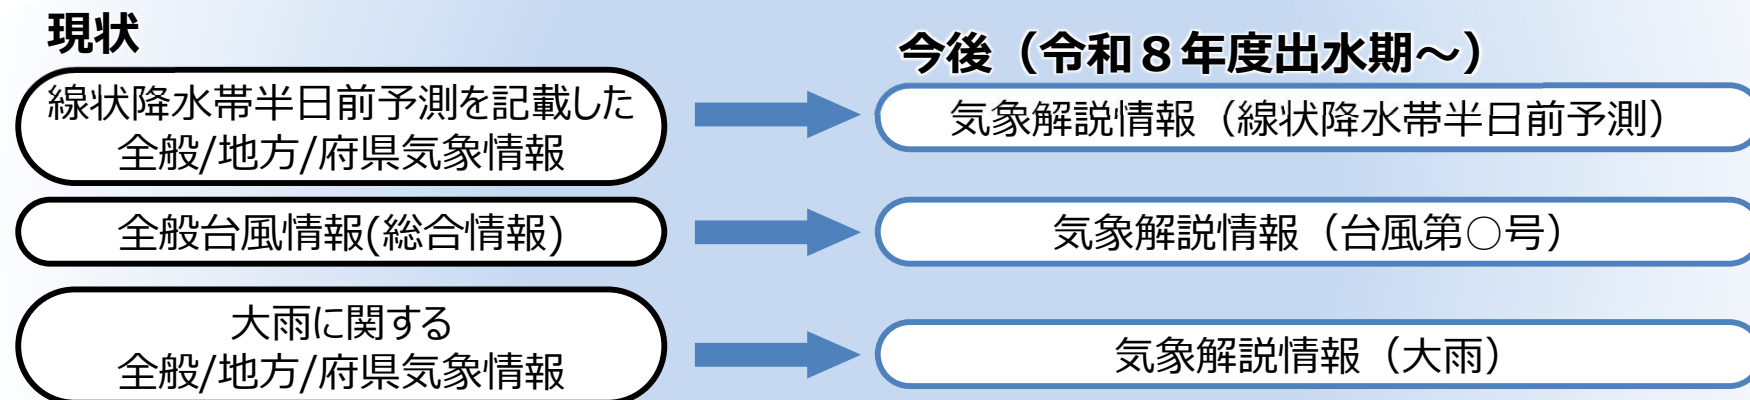 現状
今後（令和８年度出水期～）
線状降水帯半日前予測を記載した
全般/地方/府県気象情報
気象解説情報（線状降水帯半日前予測）
全般台風情報(総合情報)
気象解説情報（台風第○号）
大雨に関する
全般/地方/府県気象情報
気象解説情報（大雨）